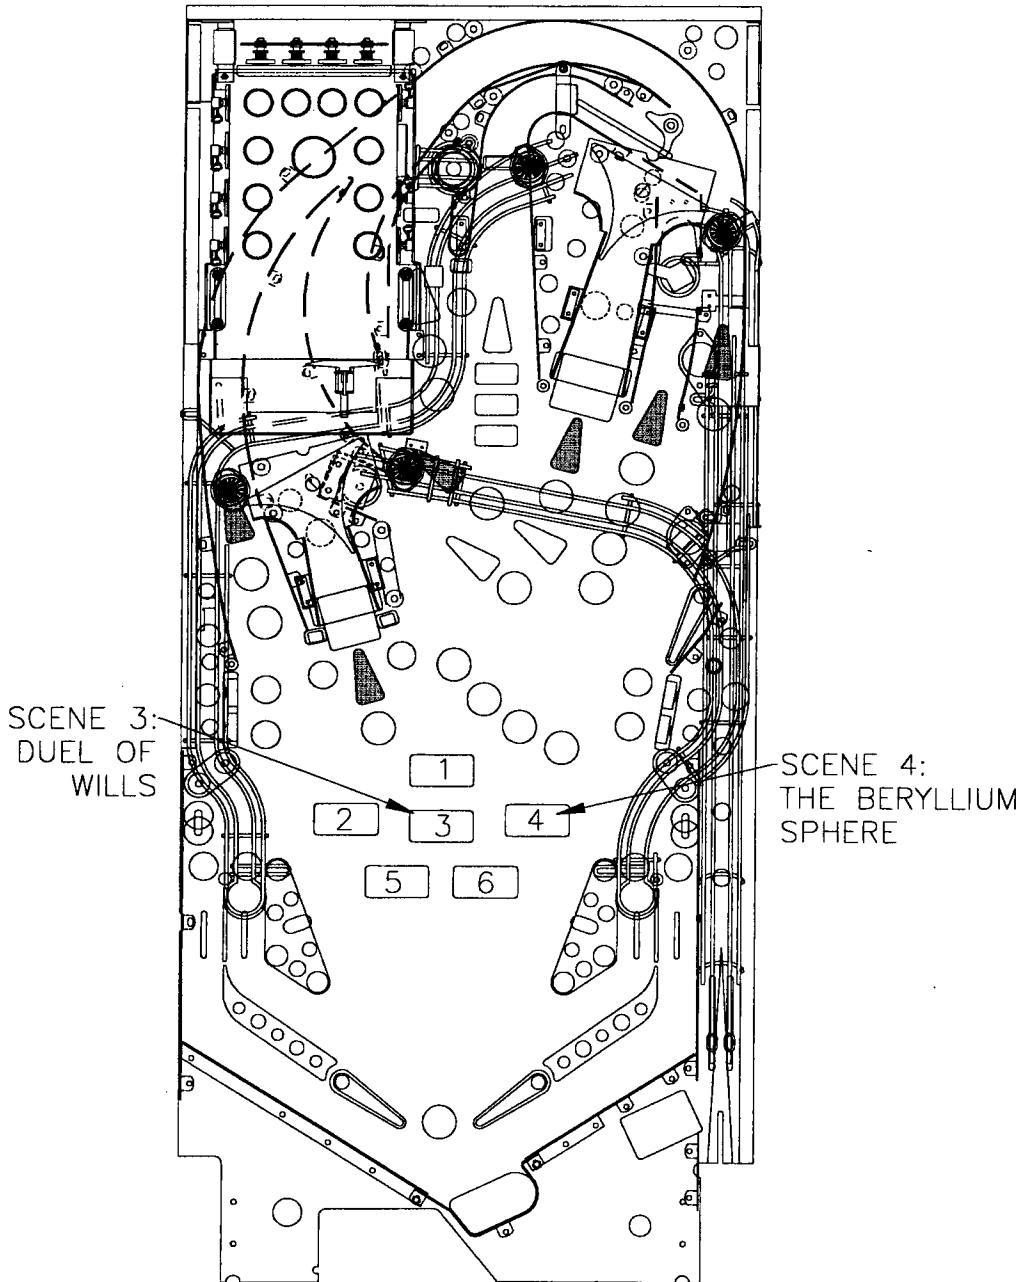 SCENE 3:
DUEL OF
WILLS
1
2
3
4
5
6
SCENE 4:
THE BERYLLIUM
SPHERE